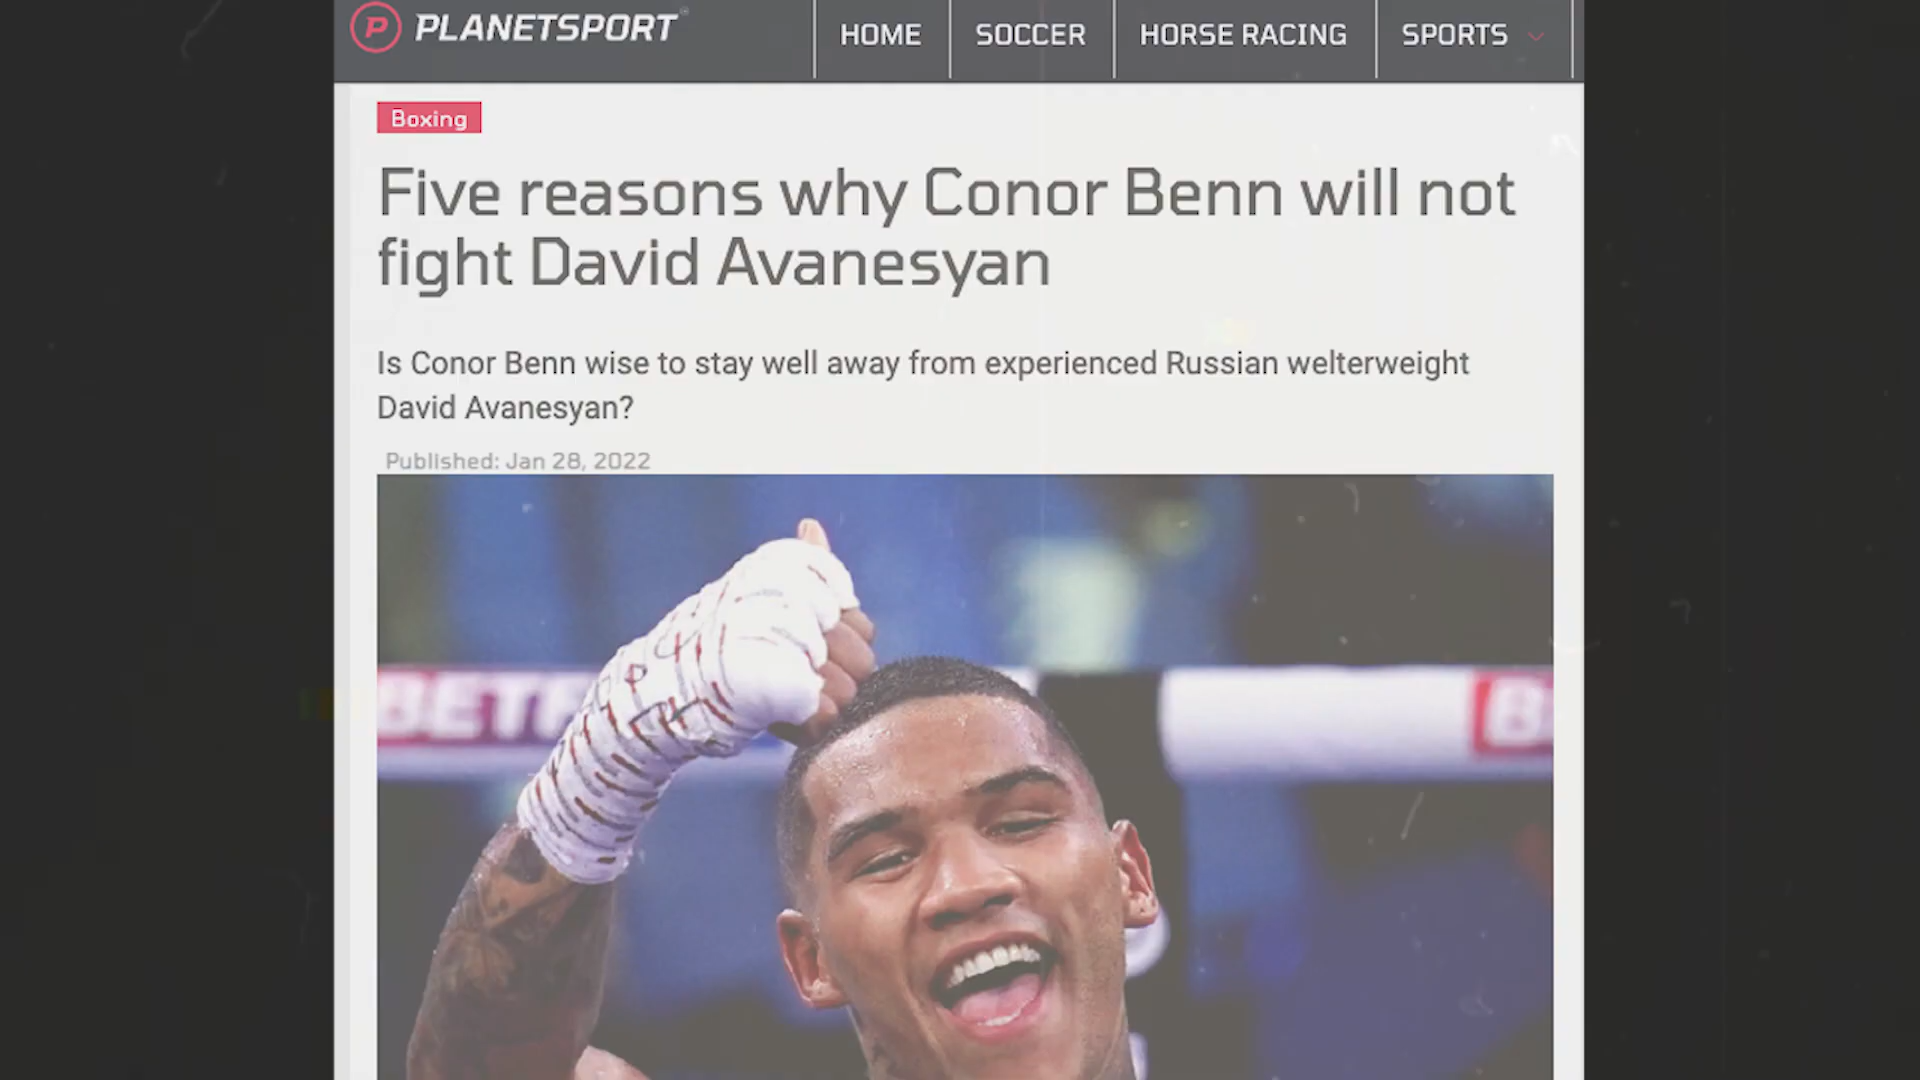 PLANETSPORT
HOME
SOCCER
HORSE RACING
SPORTS
Boxing
Five reasons why Conor Benn will not
fight David Avanesyan
Is Conor Benn wise to stay well away from experienced Russian welterweight
David Avanesyan?
Published: Jan 28, 2022